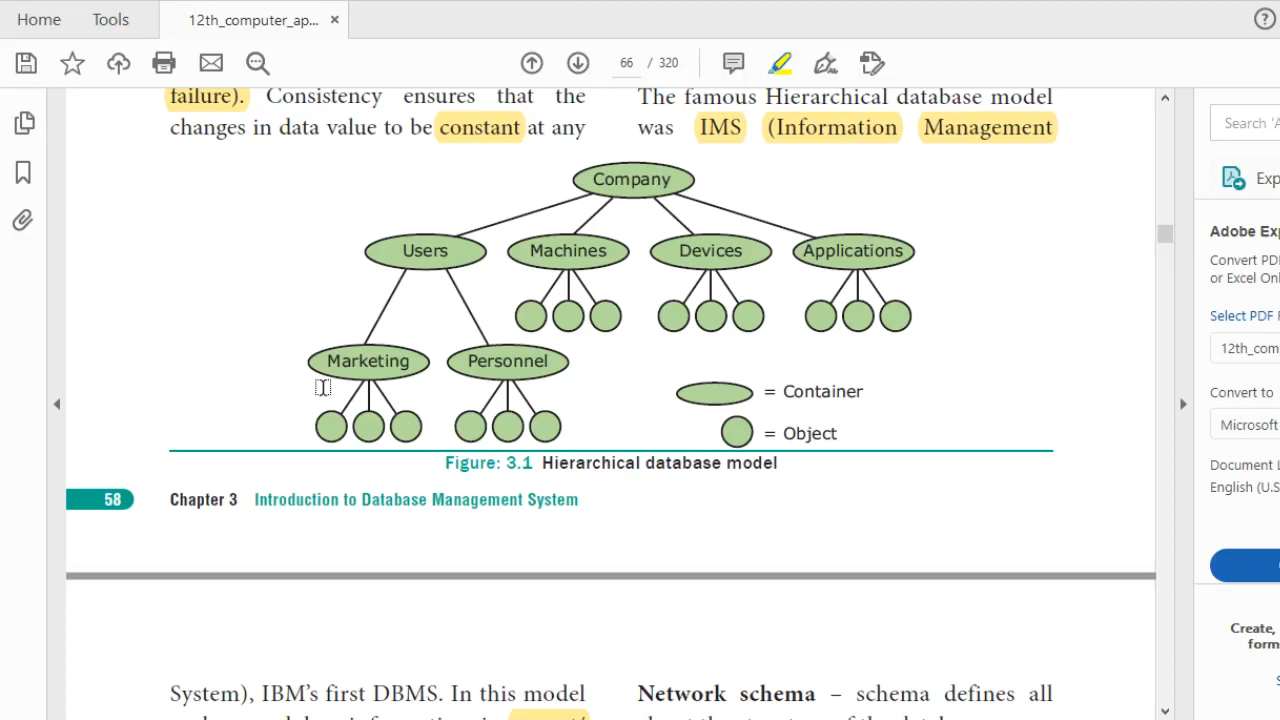 Home
Tools
12th_computer_ap...
66 / 320
failure). Consistency ensures that the
changes in data value to be constant at any
The famous Hierarchical database model
was IMS (Information Management
Company
Users
Machines
Devices
Applications
Marketing
Personnel
= Container
= Object
Figure: 3.1 Hierarchical database model
58
Chapter 3 Introduction to Database Management System
System), IBM's first DBMS. In this model
Network schema – schema defines all
Search 'A
Exp
Adobe Exp
Convert PD
or Excel Onl
Select PDF F
12th_com
Convert to
Microsoft
Document L
English (U.S
Create,
form